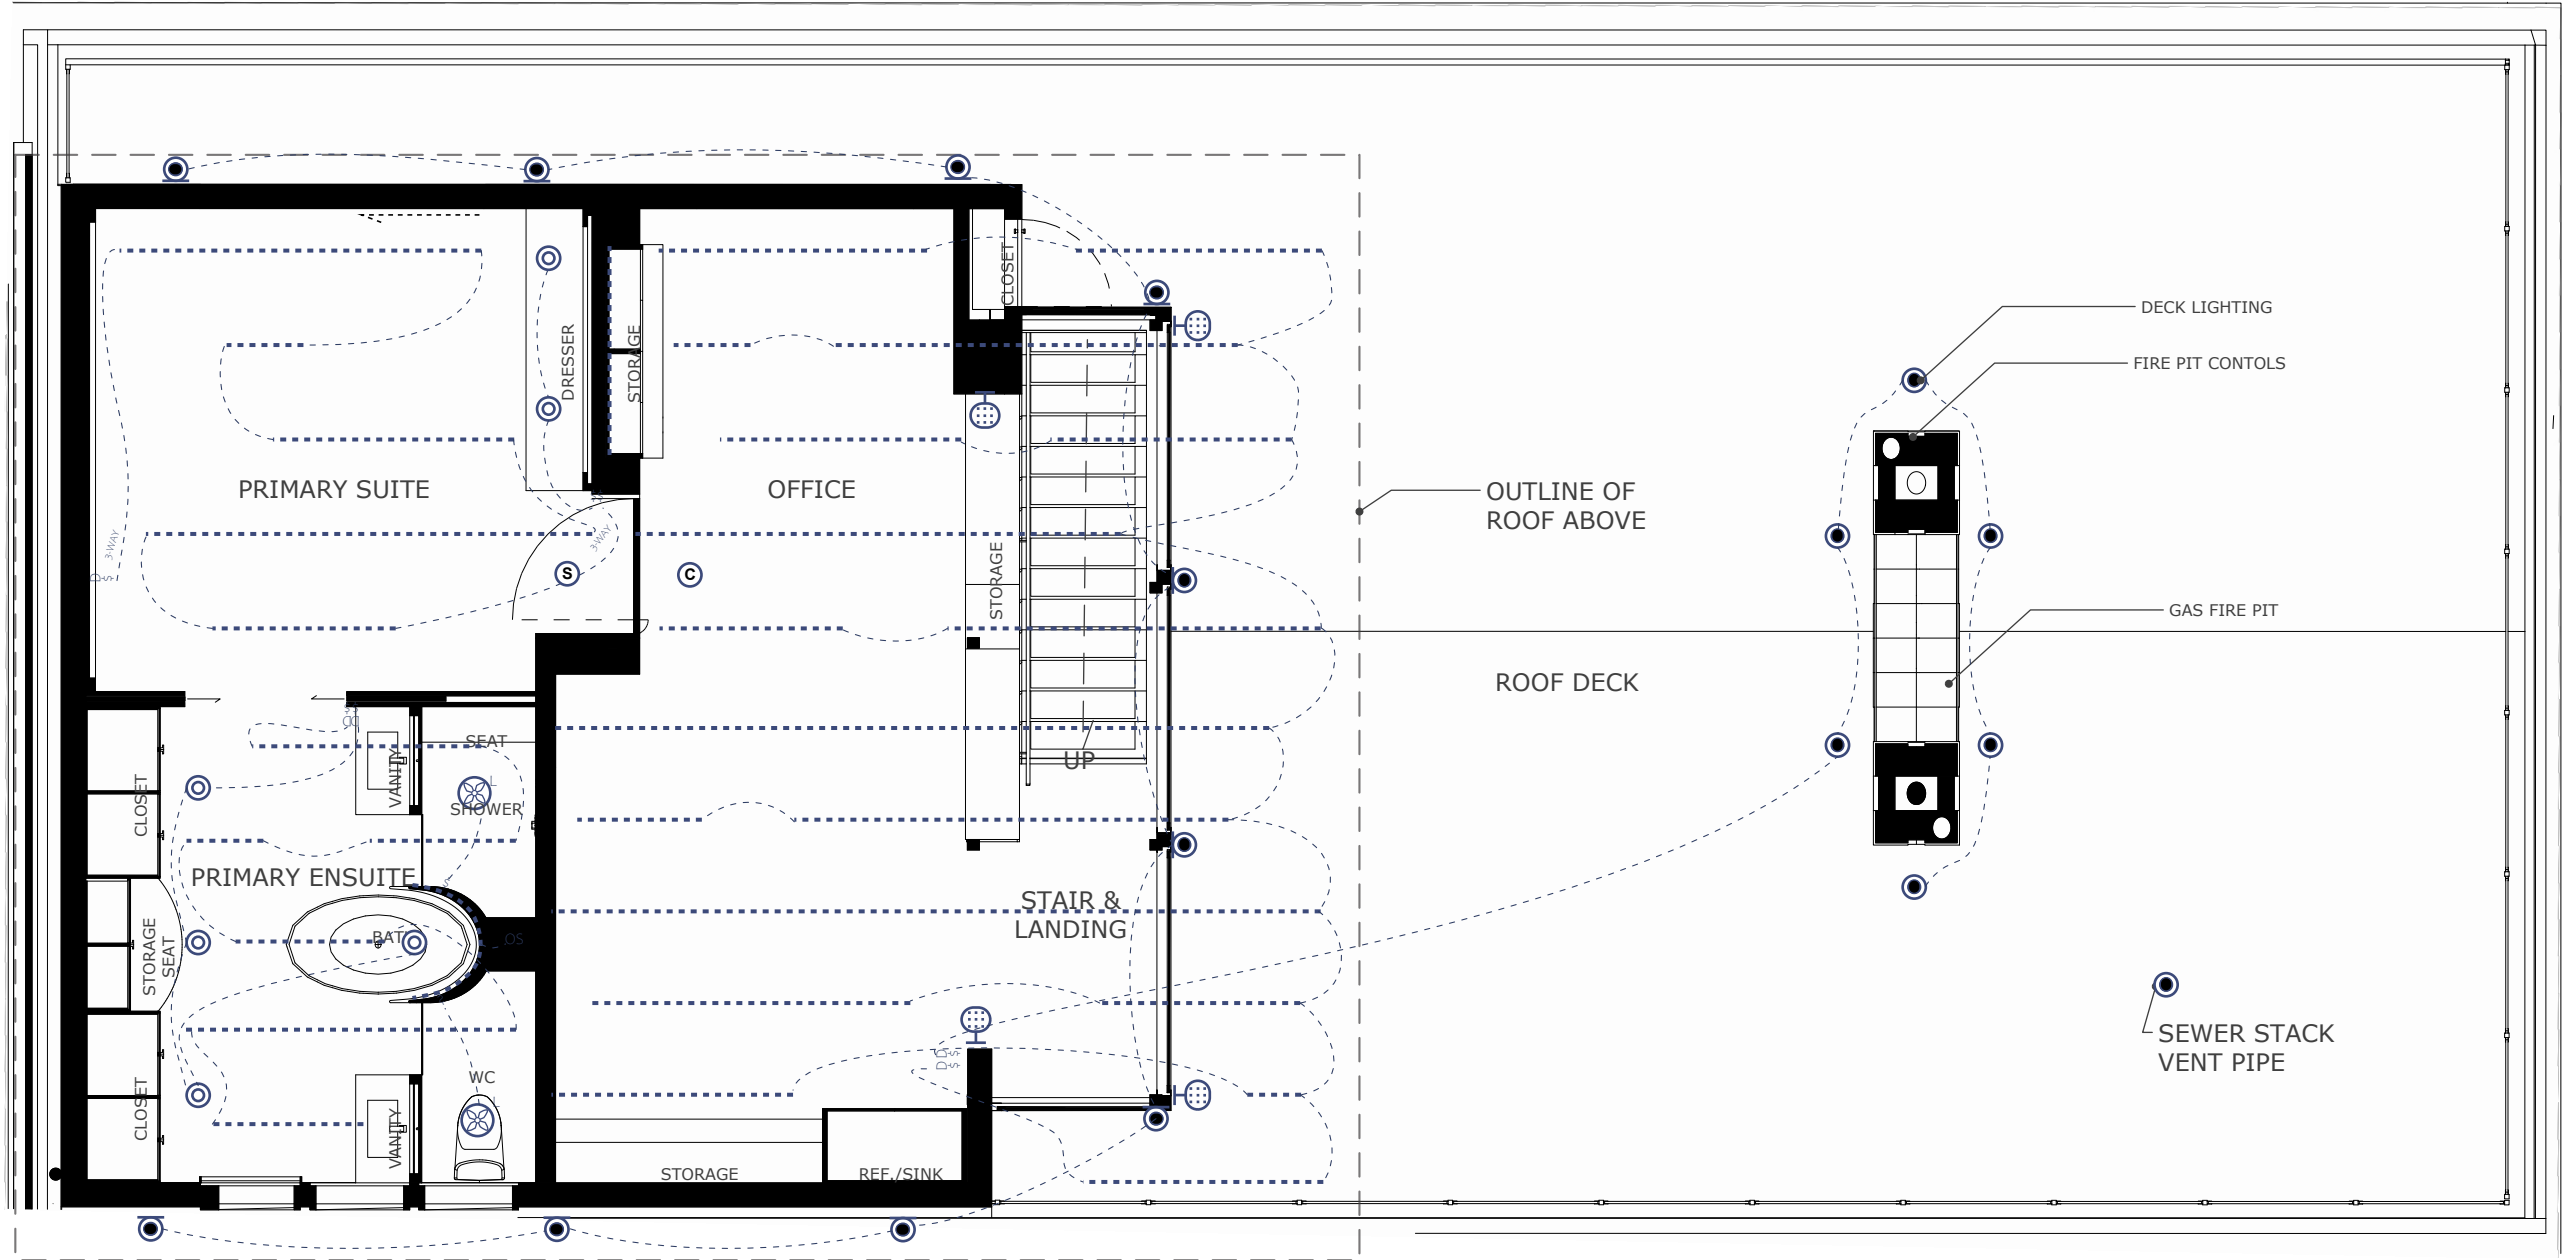 DECK LIGHTING
FIRE PIT CONTOLS
CLOSET
DRESSER
STORAGE
PRIMARY SUITE
OFFICE
OUTLINE OF
ROOF ABOVE
3-WAY
3-WAY
D
$
S
C
STORAGE
GAS FIRE PIT
ROOF DECK
$$
DD
SEAT
UP
VANITY
CLOSET
L
SHOWER
PRIMARY ENSUITE
STAIR &
LANDING
BAT
OS
STORAGE
SEAT
SEWER STACK
VENT PIPE
D D
$ $
WC
L
CLOSET
VANITY
STORAGE
REF./SINK